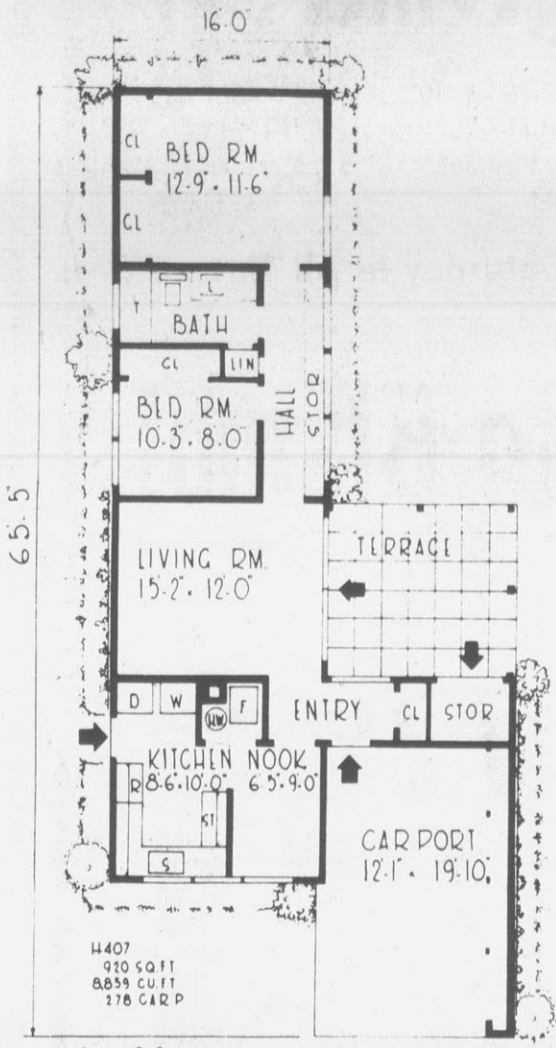 16'.0"
CL
BED RM.
12'-9" x 11'-6"
CL
T
L
BATH
CL
LIN
BED RM.
10'.3" x 8'.0"
HALL
STOR
65'.5"
LIVING RM.
15'-2" x 12'.0"
TERRACE
D
W
HW
F
ENTRY
CL
STOR
KITCHEN
8'6" x 10'.0"
NOOK
6'.5" x 9'.0"
R
ST
S
CAR PORT
12'-1" x 19'-10"
H407
920 SQ.FT
8,859 CU.FT
278 CAR P